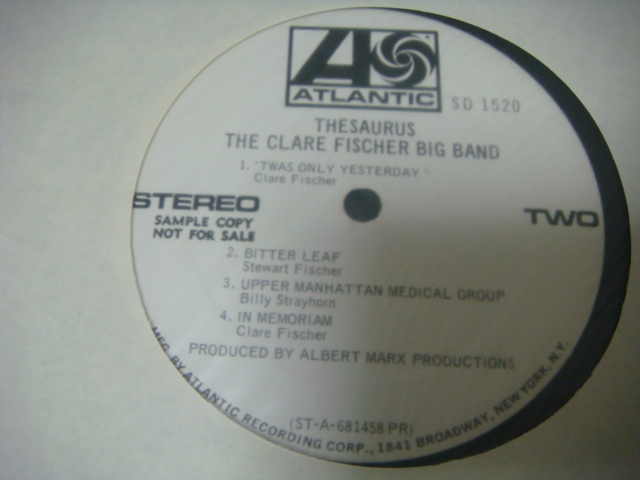 ATLANTIC
SD 1520
THESAURUS
THE CLARE FISCHER BIG BAND
1. 'TWAS ONLY YESTERDAY
Clare Fischer
STEREO
SAMPLE COPY
NOT FOR SALE
TWO
2. BITTER LEAF
Stewart Fischer
3. UPPER MANHATTAN MEDICAL GROUP
Billy Strayhorn
4. IN MEMORIAM
Clare Fischer
PRODUCED BY ALBERT MARX PRODUCTIONS
(ST-A-681458 PR)
MFG. BY ATLANTIC RECORDING CORP., 1841 BROADWAY, NEW YORK, N.Y.